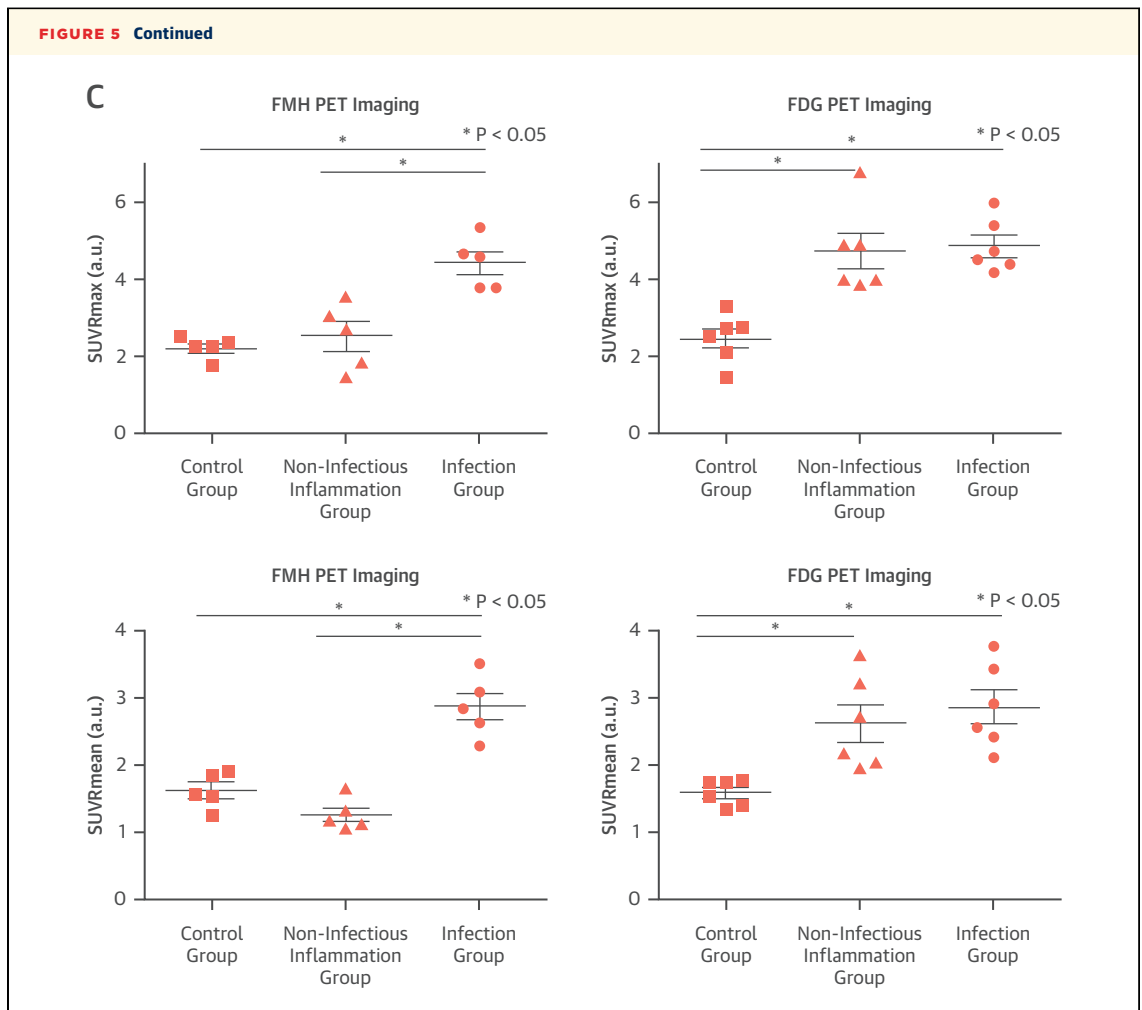 FIGURE 5 Continued
C
FMH PET Imaging
* P < 0.05
*
*
SUVRmax (a.u.)
6
4
2
0
Control
Group
Non-Infectious
Inflammation
Group
Infection
Group
FDG PET Imaging
* P < 0.05
*
*
SUVRmax (a.u.)
6
4
2
0
Control
Group
Non-Infectious
Inflammation
Group
Infection
Group
FMH PET Imaging
* P < 0.05
*
*
SUVRmean (a.u.)
4
3
2
1
0
Control
Group
Non-Infectious
Inflammation
Group
Infection
Group
FDG PET Imaging
* P < 0.05
*
*
SUVRmean (a.u.)
4
3
2
1
0
Control
Group
Non-Infectious
Inflammation
Group
Infection
Group